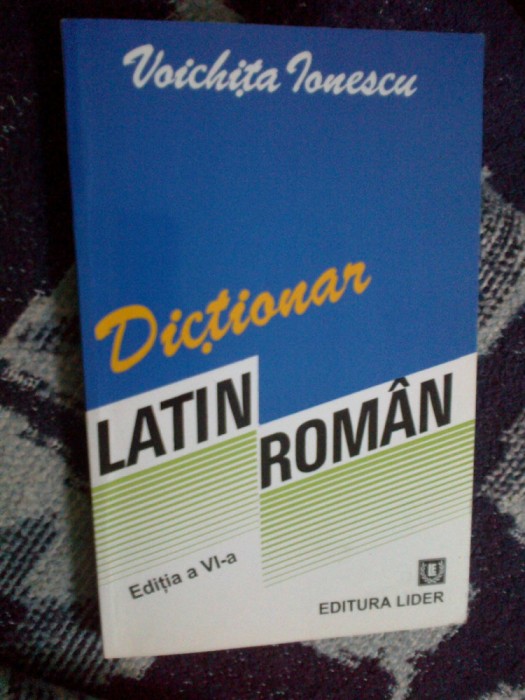 Voichița Ionescu
Dicționar
LATIN
ROMÂN
Ediția a VI-a
EDITURA LIDER